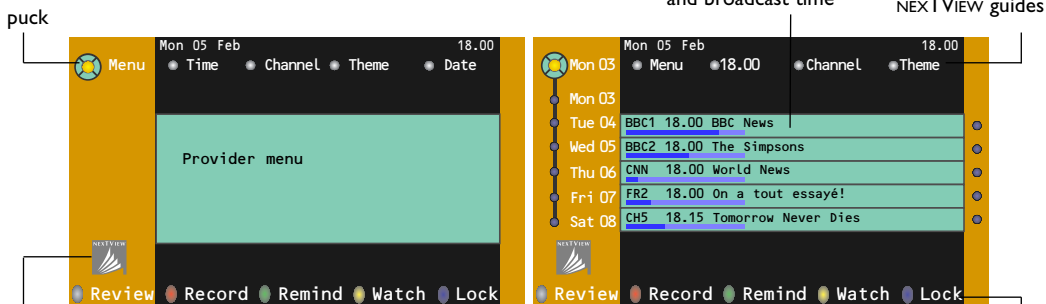 and broadcast time
NEXTVIEW guides
puck
Mon 05 Feb 18.00
Menu Time Channel Theme Date
Provider menu
NEXTVIEW
Review Record Remind Watch Lock
Mon 05 Feb 18.00
Mon 03 Menu 18.00 Channel Theme
Mon 03
Tue 04 BBC1 18.00 BBC News
Wed 05 BBC2 18.00 The Simpsons
Thu 06 CNN 18.00 World News
Fri 07 FR2 18.00 On a tout essayé!
Sat 08 CH5 18.15 Tomorrow Never Dies
NEXTVIEW
Review Record Remind Watch Lock